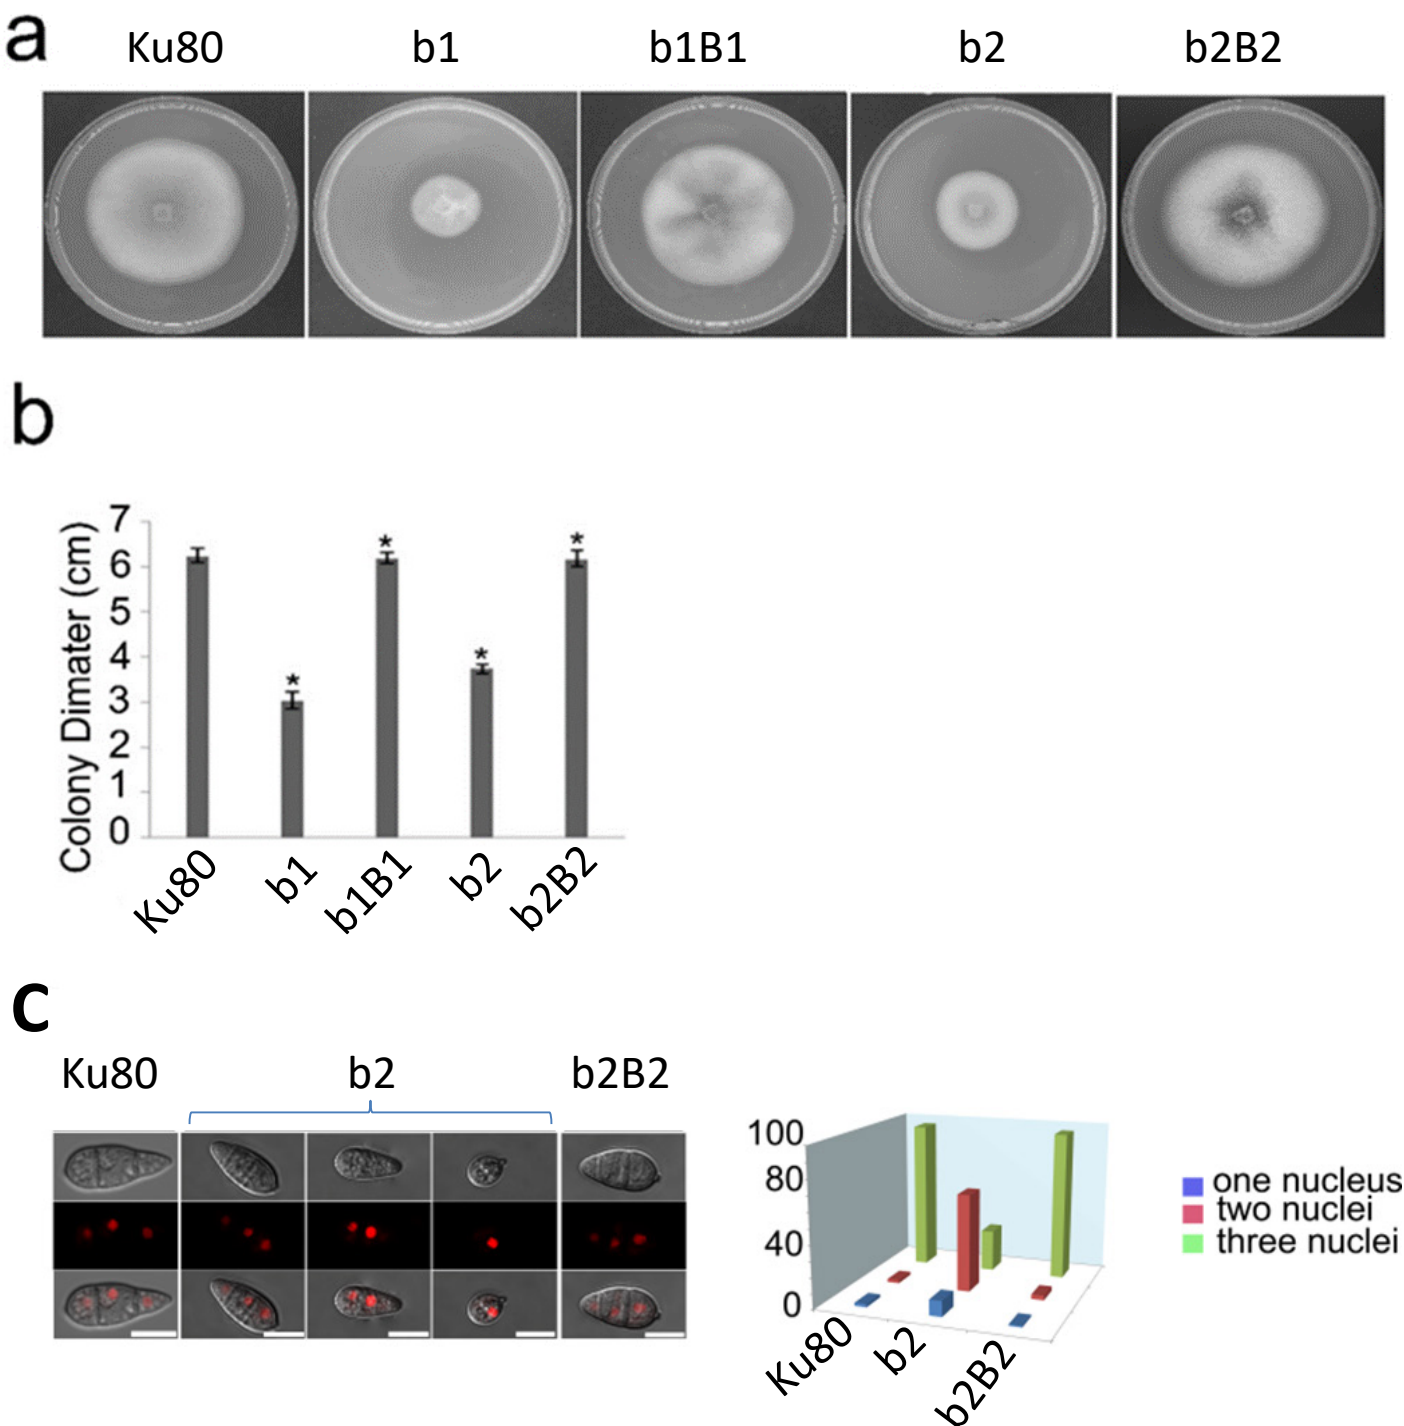 a
Ku80 b1 b1B1 b2 b2B2
b
Colony Dimater (cm)
7
6
5
4
3
2
1
0
* * * *
Ku80 b1 b1B1 b2 b2B2
C
Ku80 b2 b2B2
100
80
40
0
Ku80 b2 b2B2
one nucleus
two nuclei
three nuclei